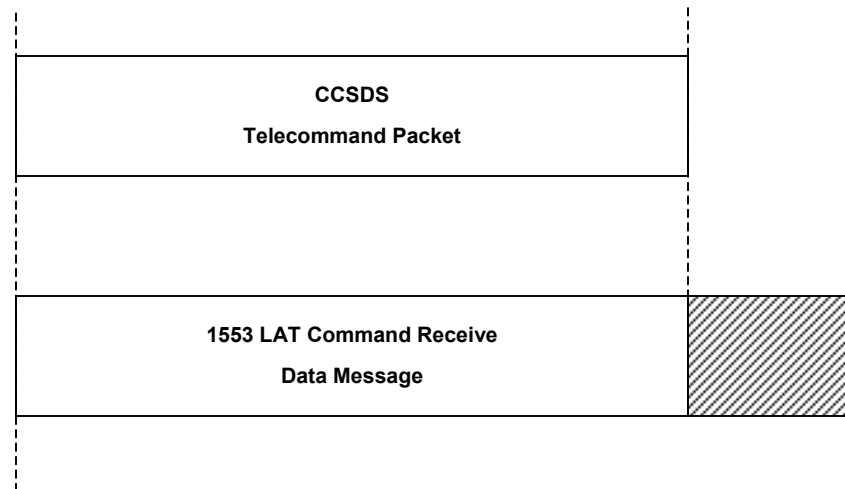 CCSDS
Telecommand Packet
1553 LAT Command Receive
Data Message